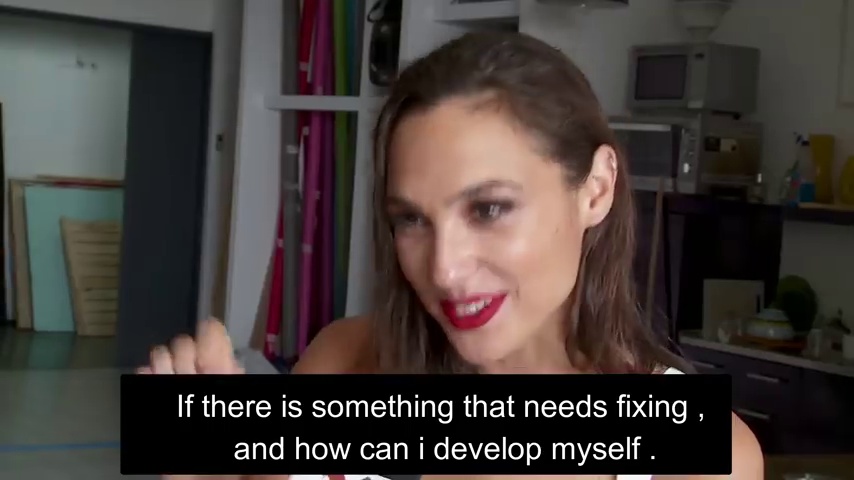 If there is something that needs fixing ,
and how can i develop myself .